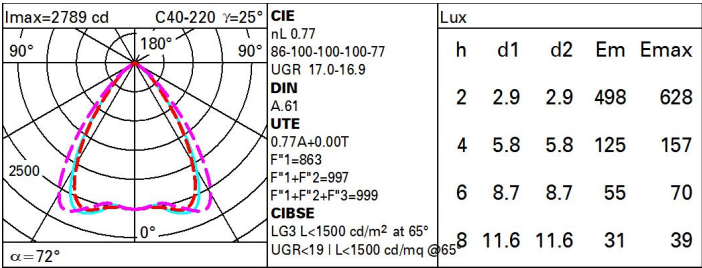 Imax=2789 cd C40-220 γ=25°
90° 180° 90°
2500
0°
α=72°
CIE
nL 0.77
86-100-100-100-77
UGR 17.0-16.9
DIN
A.61
UTE
0.77A+0.00T
F"1=863
F"1+F"2=997
F"1+F"2+F"3=999
CIBSE
LG3 L<1500 cd/m² at 65°
UGR<19 | L<1500 cd/mq @65°
Lux
h d1 d2 Em Emax
2 2.9 2.9 498 628
4 5.8 5.8 125 157
6 8.7 8.7 55 70
8 11.6 11.6 31 39